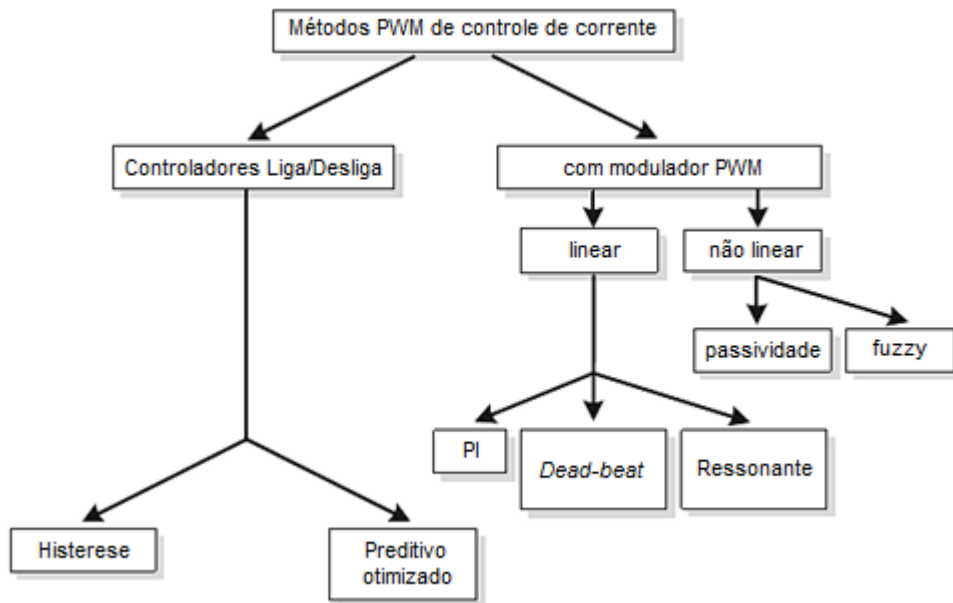 Métodos PWM de controle de corrente
Controladores Liga/Desliga
com modulador PWM
linear
não linear
passividade
fuzzy
PI
Dead-beat
Ressonante
Histerese
Preditivo
otimizado